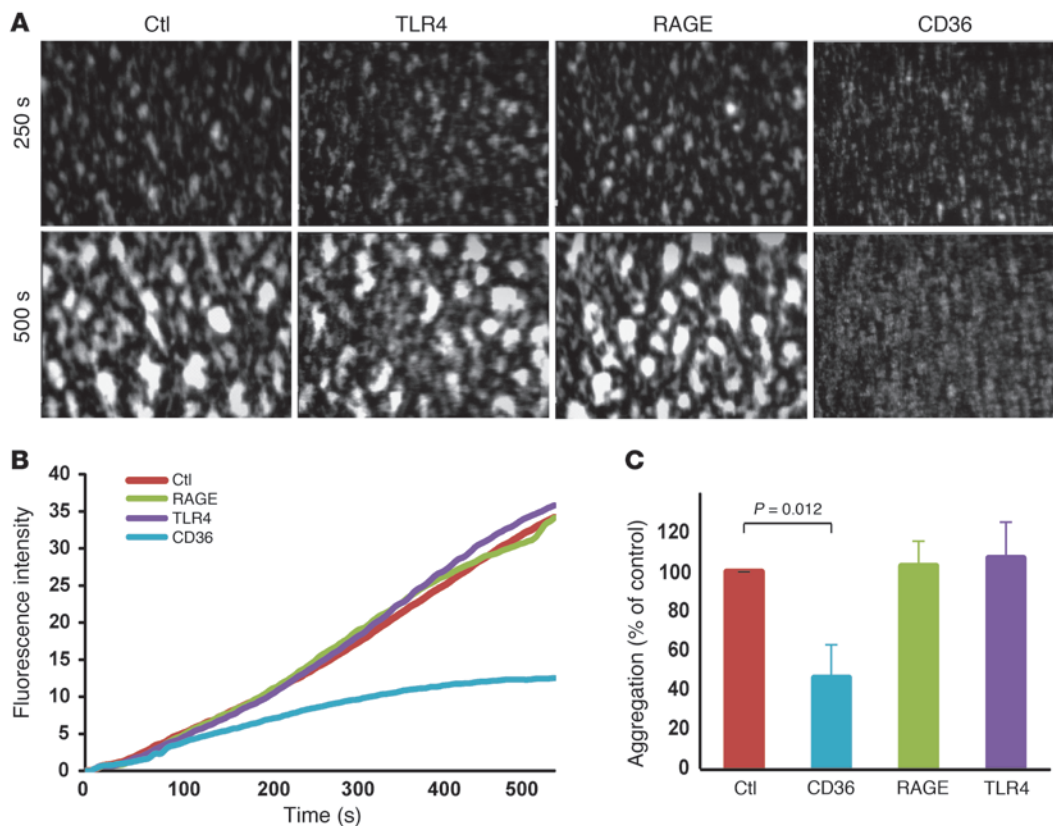 A
Ctl TLR4 RAGE CD36
250 s
500 s
B
40
35
30
25
20
15
10
5
0
Fluorescence intensity
Ctl
RAGE
TLR4
CD36
0 100 200 300 400 500
Time (s)
C
120
100
80
60
40
20
0
Aggregation (% of control)
P = 0.012
Ctl CD36 RAGE TLR4